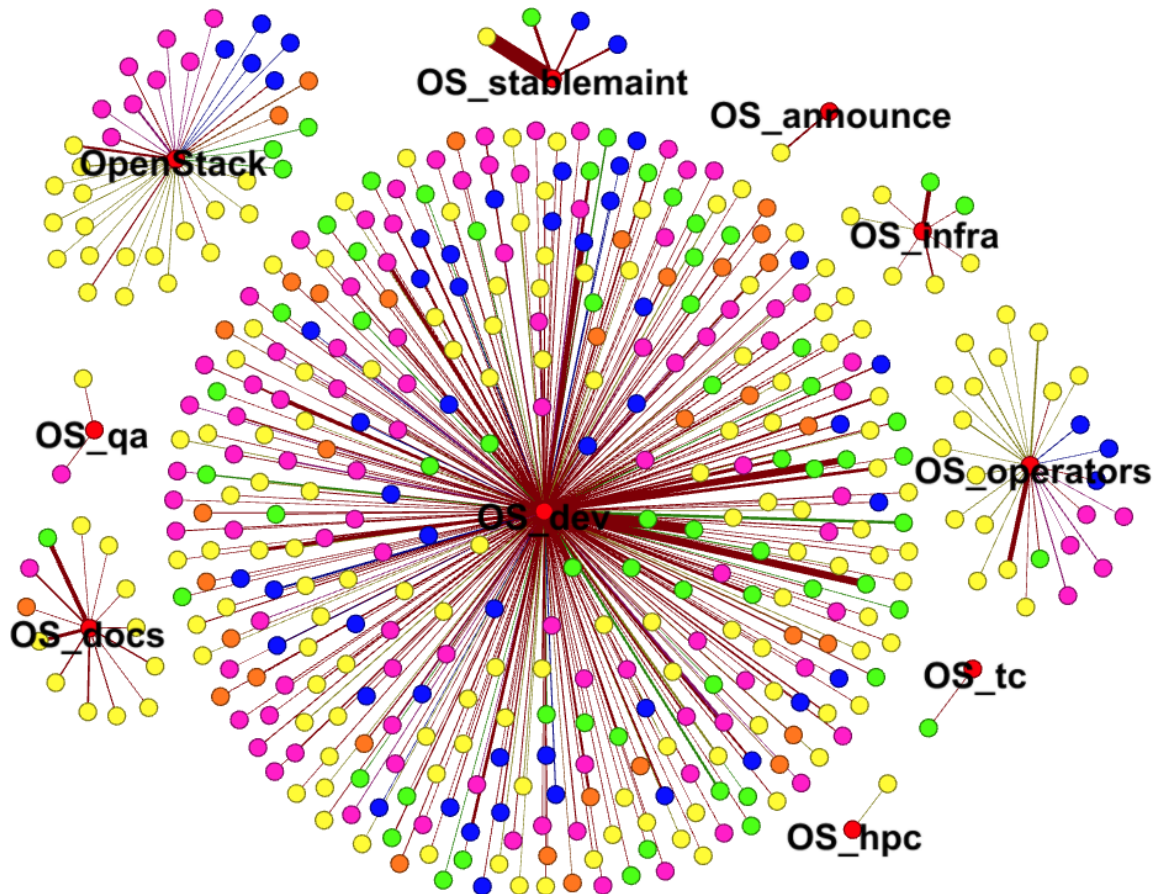 OS_stablemaint
OS_announce
OpenStack
OS_infra
OS_qa
OS_operators
OS_dev
OS_docs
OS_tc
OS_hpc